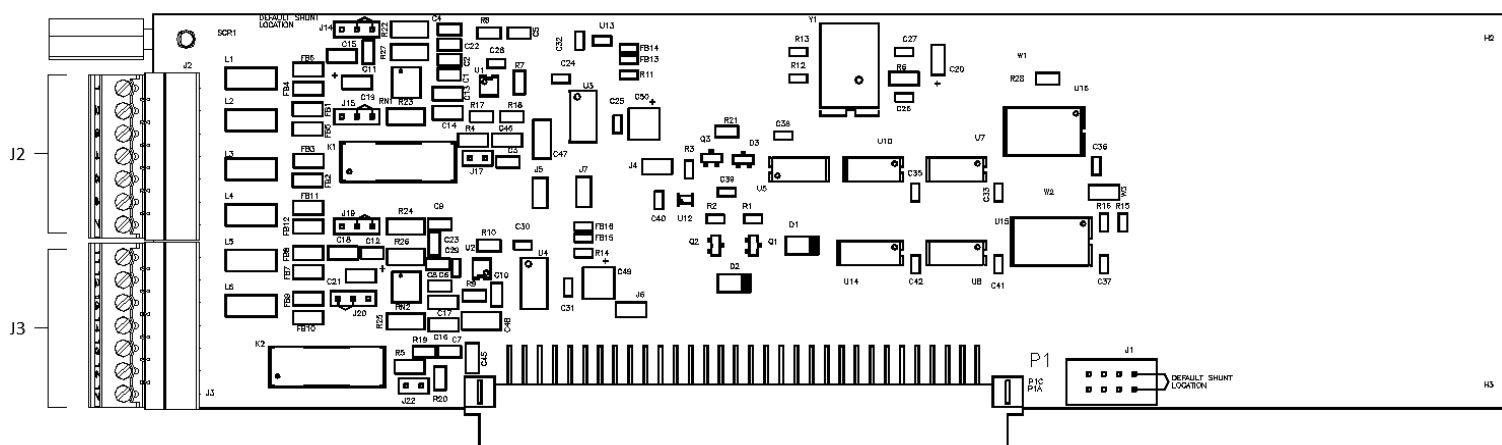 DEFAULT SHUNT
LOCATION
SCR1
J14
R22
C4
R8
U13
Y1
H2
J2
C15
R27
C22
C2
C32
FB14
FB13
R11
R13
R12
C27
R6
C20
C26
W1
R28
U16
L1
FB5
FB4
C11
C1
C13
U1
C28
R7
C24
U3
L2
FB1
FB5
J15
C19
RN1
R23
C14
R17
R18
C25
C50
R4
C46
C47
R21
C38
Q3
D3
U10
U7
J2
L3
FB3
FB2
K1
J17
C3
J5
J7
J4
R3
C40
U12
C39
U5
C35
C33
C36
W2
W3
L4
FB11
FB12
J19
R24
C9
C23
R10
C30
FB16
FB15
R14
R2
R1
Q2
Q1
D1
U15
R16
R15
L5
FB8
FB7
C18
C12
R26
C8
C6
C29
U2
U4
C49
D2
U14
C42
U8
C41
C37
C21
R9
C10
C31
J6
L6
FB9
FB10
J20
RN2
R25
C17
C48
J3
K2
R19
C16
C7
R5
C45
J22
R20
P1
P1C
P1A
J1
DEFAULT SHUNT
LOCATION
H3
J3